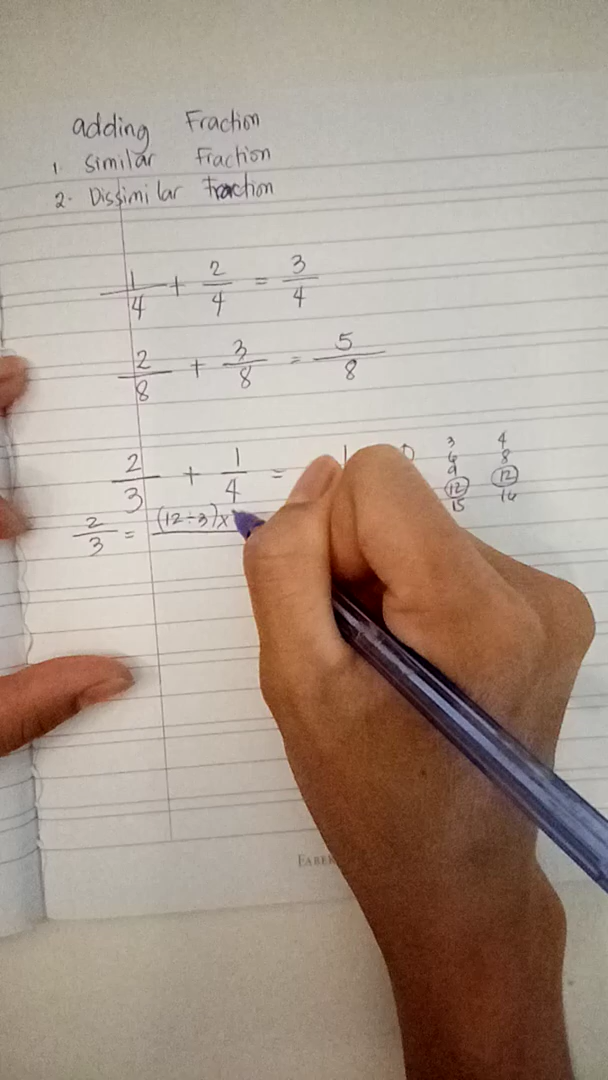 adding Fraction
1. Similar Fraction
2. Dissimilar Fraction
1/4 + 2/4 = 3/4
2/8 + 3/8 = 5/8
2/3 + 1/4 =
3 4
6 8
9 12
12 16
15
2/3 = (12÷3)x
FABER